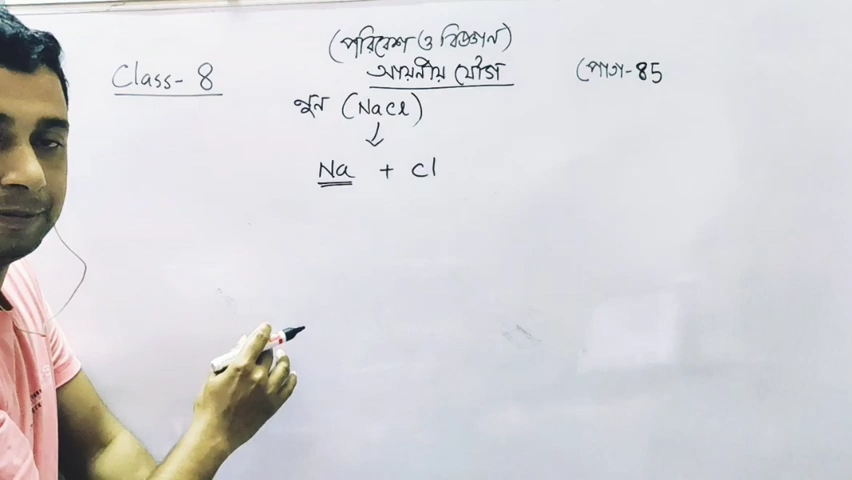 (পরিবেশ ও বিজ্ঞান)
Class- 8
আয়নীয় যৌগ
(পাতা-85
নুন (NaCl)
Na + Cl